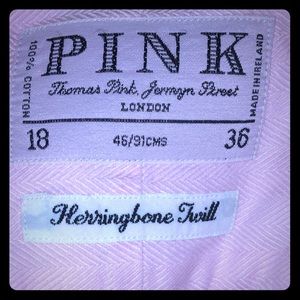 PINK
100% COTTON
MADE IN IRELAND
Thomas Pink, Jermyn Street
LONDON
18 46/91CMS 36
Herringbone Twill